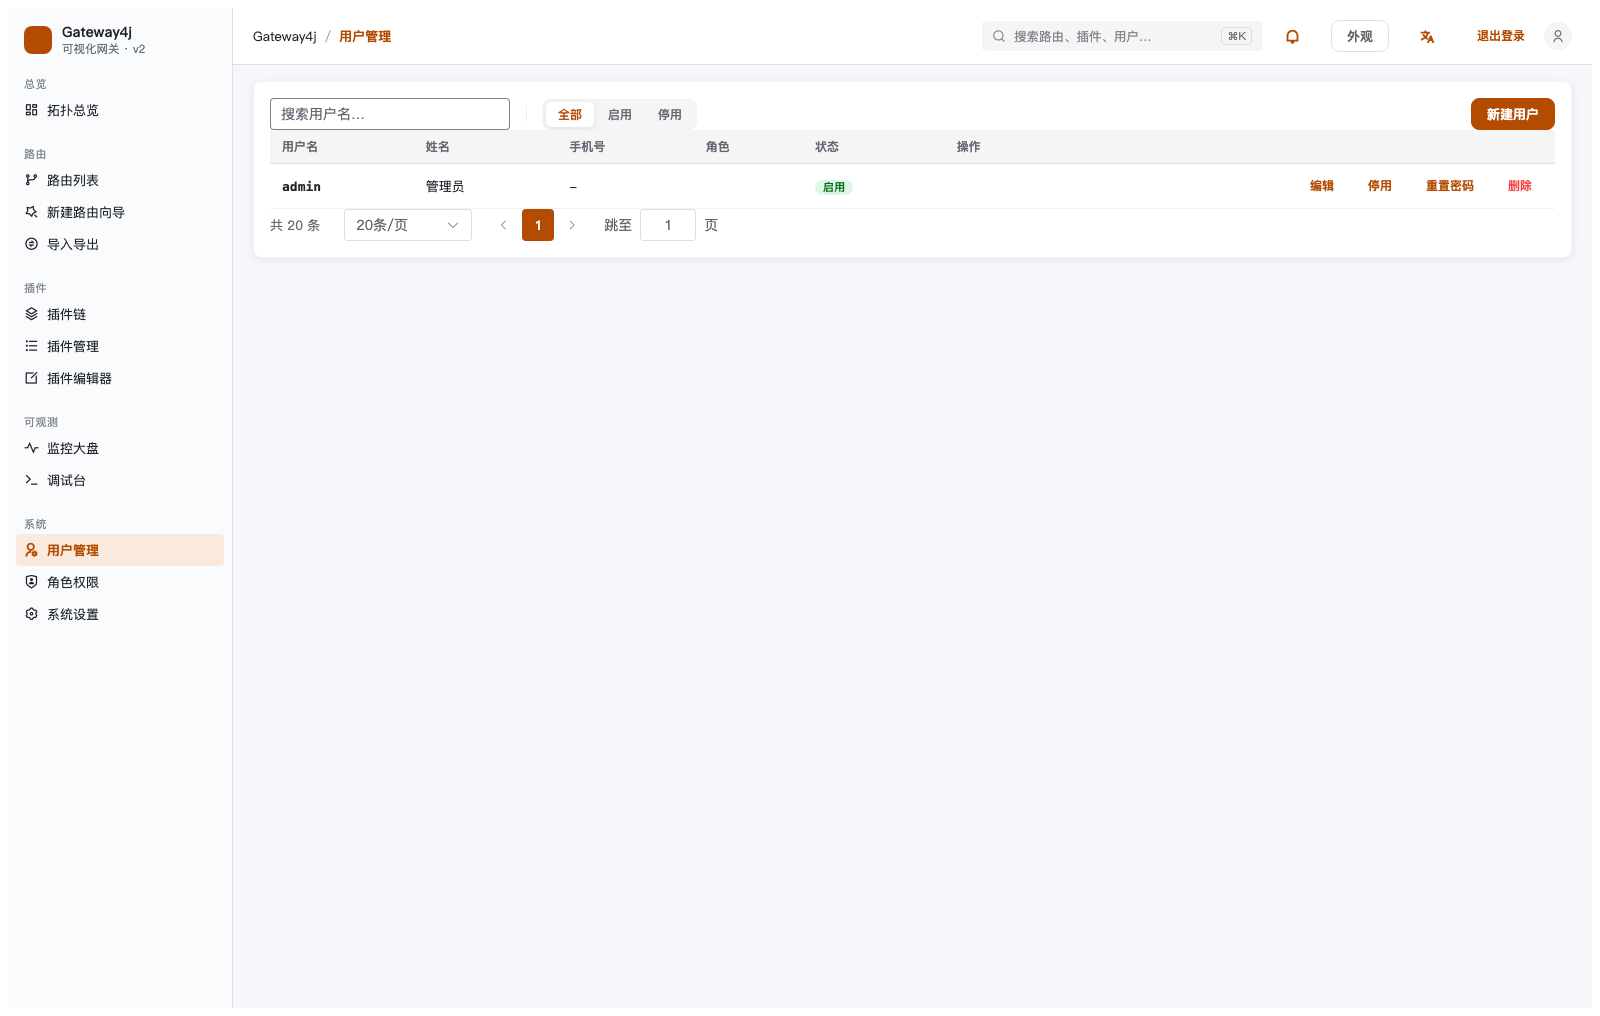 Gateway4j
可视化网关 · v2
总览
拓扑总览
路由
路由列表
新建路由向导
导入导出
插件
插件链
插件管理
插件编辑器
可观测
监控大盘
调试台
系统
用户管理
角色权限
系统设置
Gateway4j / 用户管理
搜索路由、插件、用户… ⌘K
外观
退出登录
搜索用户名…
全部 启用 停用
新建用户
用户名 姓名 手机号 角色 状态 操作
admin 管理员 – 启用 编辑 停用 重置密码 删除
共 20 条 20条/页 1 跳至 1 页